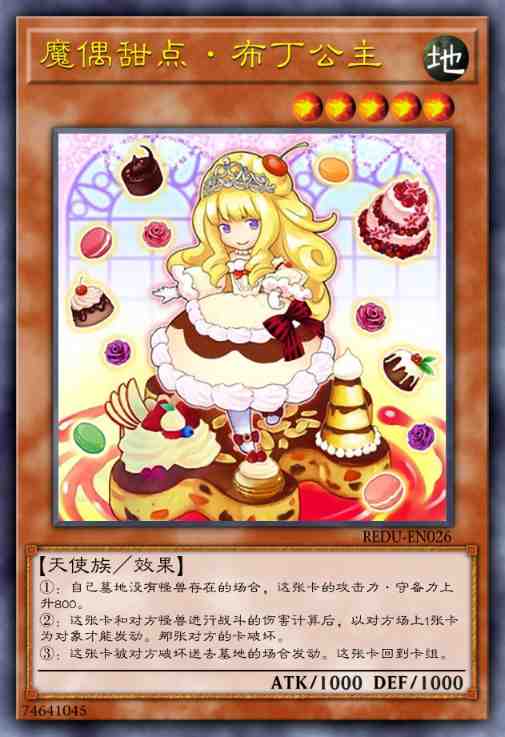 魔偶甜点·布丁公主
地
REDU-EN026
【天使族／效果】
①：自己墓地没有怪兽存在的场合，这张卡的攻击力·守备力上
升800。
②：这张卡和对方怪兽进行战斗的伤害计算后，以对方场上1张卡
为对象才能发动。那张对方的卡破坏。
③：这张卡被对方破坏送去墓地的场合发动。这张卡回到卡组。
ATK/1000 DEF/1000
74641045